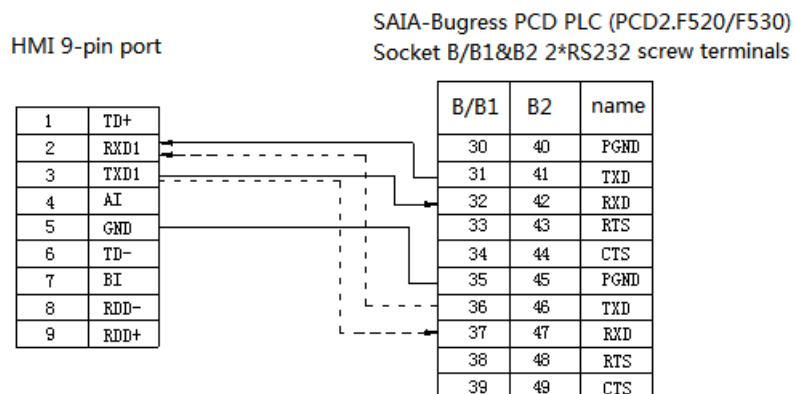 SAIA-Bugress PCD PLC (PCD2.F520/F530)
HMI 9-pin port
Socket B/B1&B2 2*RS232 screw terminals
B/B1 B2 name
1 TD+
2 RXD1
3 TXD1
4 AI
5 GND
6 TD-
7 BI
8 RDD-
9 RDD+
30 40 PGND
31 41 TXD
32 42 RXD
33 43 RTS
34 44 CTS
35 45 PGND
36 46 TXD
37 47 RXD
38 48 RTS
39 49 CTS